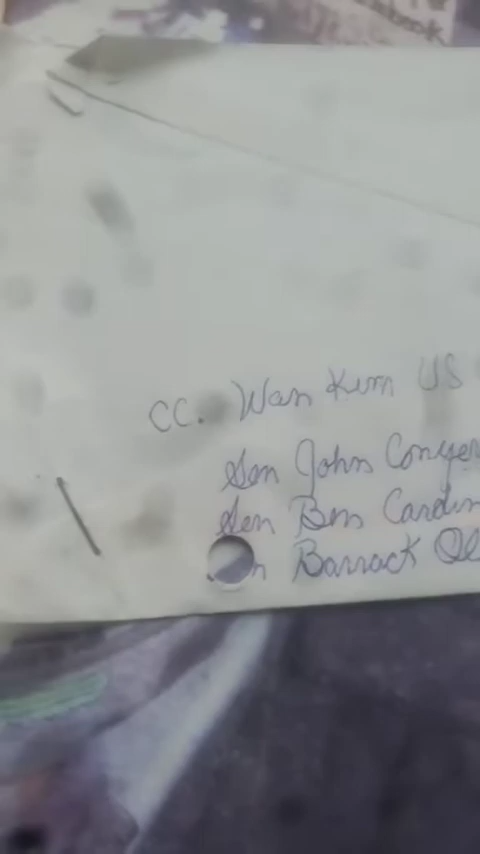 cc. Wan Kim US
Sen John Conyer
Sen Ben Cardin
n Barrack